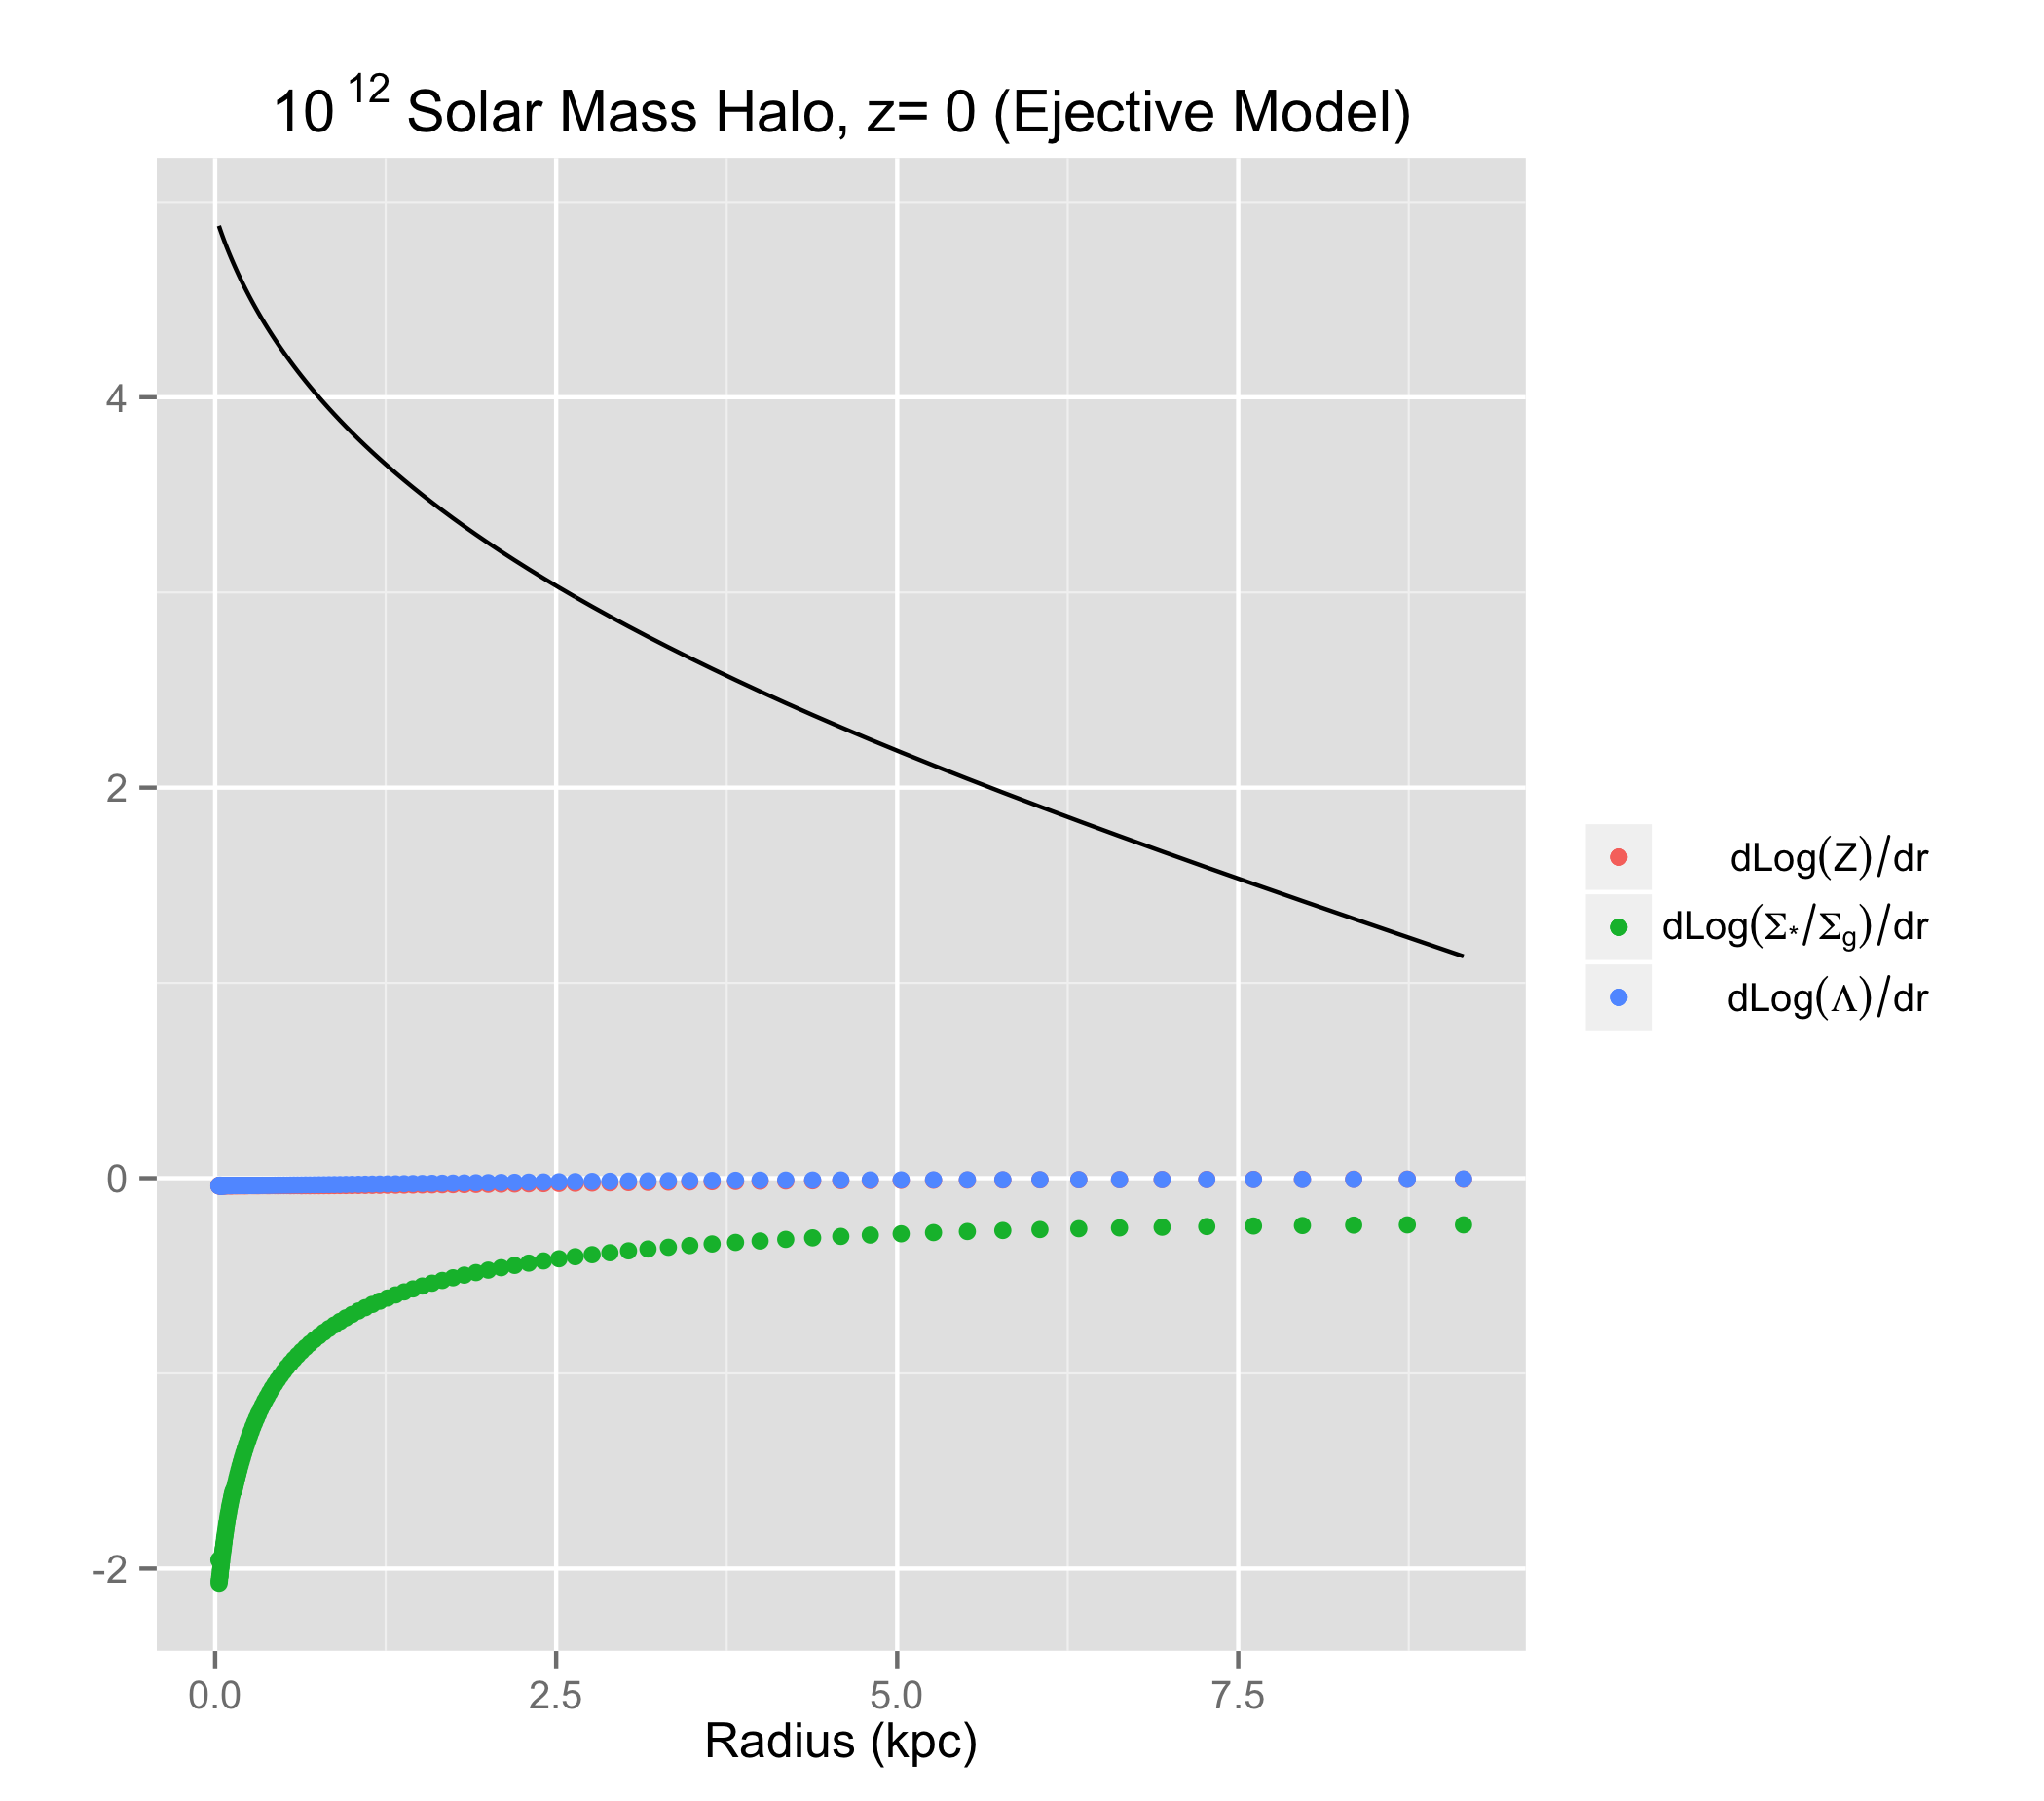 10 12 Solar Mass Halo, z= 0 (Ejective Model)
4
2
0
-2
0.0 2.5 5.0 7.5
Radius (kpc)
dLog(Z)/dr
dLog(Σ*/Σg)/dr
dLog(Λ)/dr